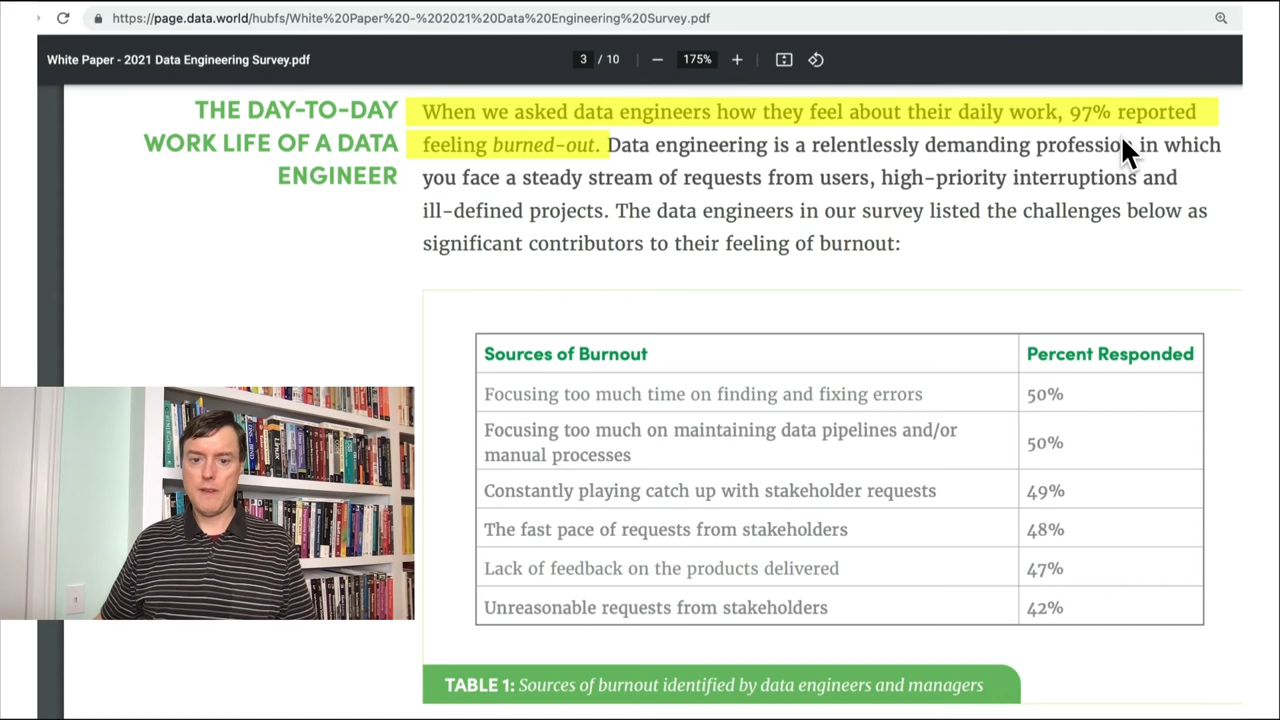 https://page.data.world/hubfs/White%20Paper%20-%202021%20Data%20Engineering%20Survey.pdf
White Paper - 2021 Data Engineering Survey.pdf
3 / 10
175%
THE DAY-TO-DAY
WORK LIFE OF A DATA
ENGINEER
When we asked data engineers how they feel about their daily work, 97% reported
feeling burned-out. Data engineering is a relentlessly demanding profession in which
you face a steady stream of requests from users, high-priority interruptions and
ill-defined projects. The data engineers in our survey listed the challenges below as
significant contributors to their feeling of burnout:
Sources of Burnout Percent Responded
Focusing too much time on finding and fixing errors 50%
Focusing too much on maintaining data pipelines and/or
manual processes 50%
Constantly playing catch up with stakeholder requests 49%
The fast pace of requests from stakeholders 48%
Lack of feedback on the products delivered 47%
Unreasonable requests from stakeholders 42%
TABLE 1: Sources of burnout identified by data engineers and managers
Linux